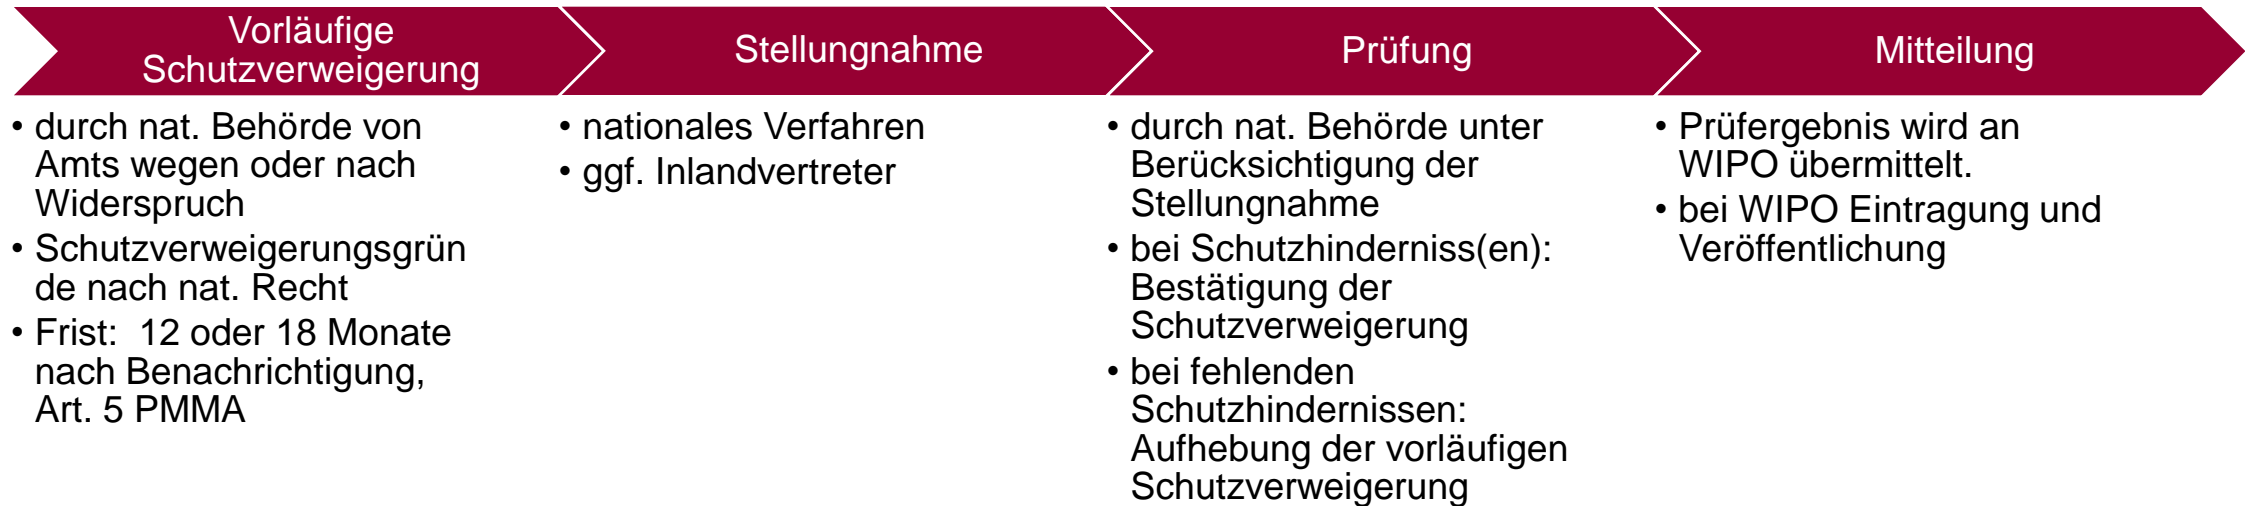 Vorläufige
Schutzverweigerung
• durch nat. Behörde von
Amts wegen oder nach
Widerspruch
• Schutzverweigerungsgrün
de nach nat. Recht
• Frist:  12 oder 18 Monate
nach Benachrichtigung,
Art. 5 PMMA
Stellungnahme
• nationales Verfahren
• ggf. Inlandvertreter
Prüfung
• durch nat. Behörde unter
Berücksichtigung der
Stellungnahme
• bei Schutzhinderniss(en):
Bestätigung der
Schutzverweigerung
• bei fehlenden
Schutzhindernissen:
Aufhebung der vorläufigen
Schutzverweigerung
Mitteilung
• Prüfergebnis wird an
WIPO übermittelt.
• bei WIPO Eintragung und
Veröffentlichung